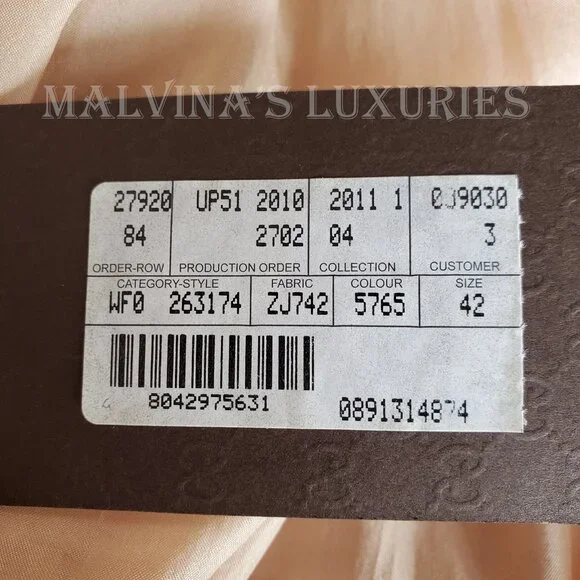 MALVINA'S LUXURIES
27920 UP51 2010 2011 1 039030
84 2702 04 3
ORDER-ROW PRODUCTION ORDER COLLECTION CUSTOMER
CATEGORY-STYLE FABRIC COLOUR SIZE
WF0 263174 ZJ742 5765 42
8042975631 0891314874